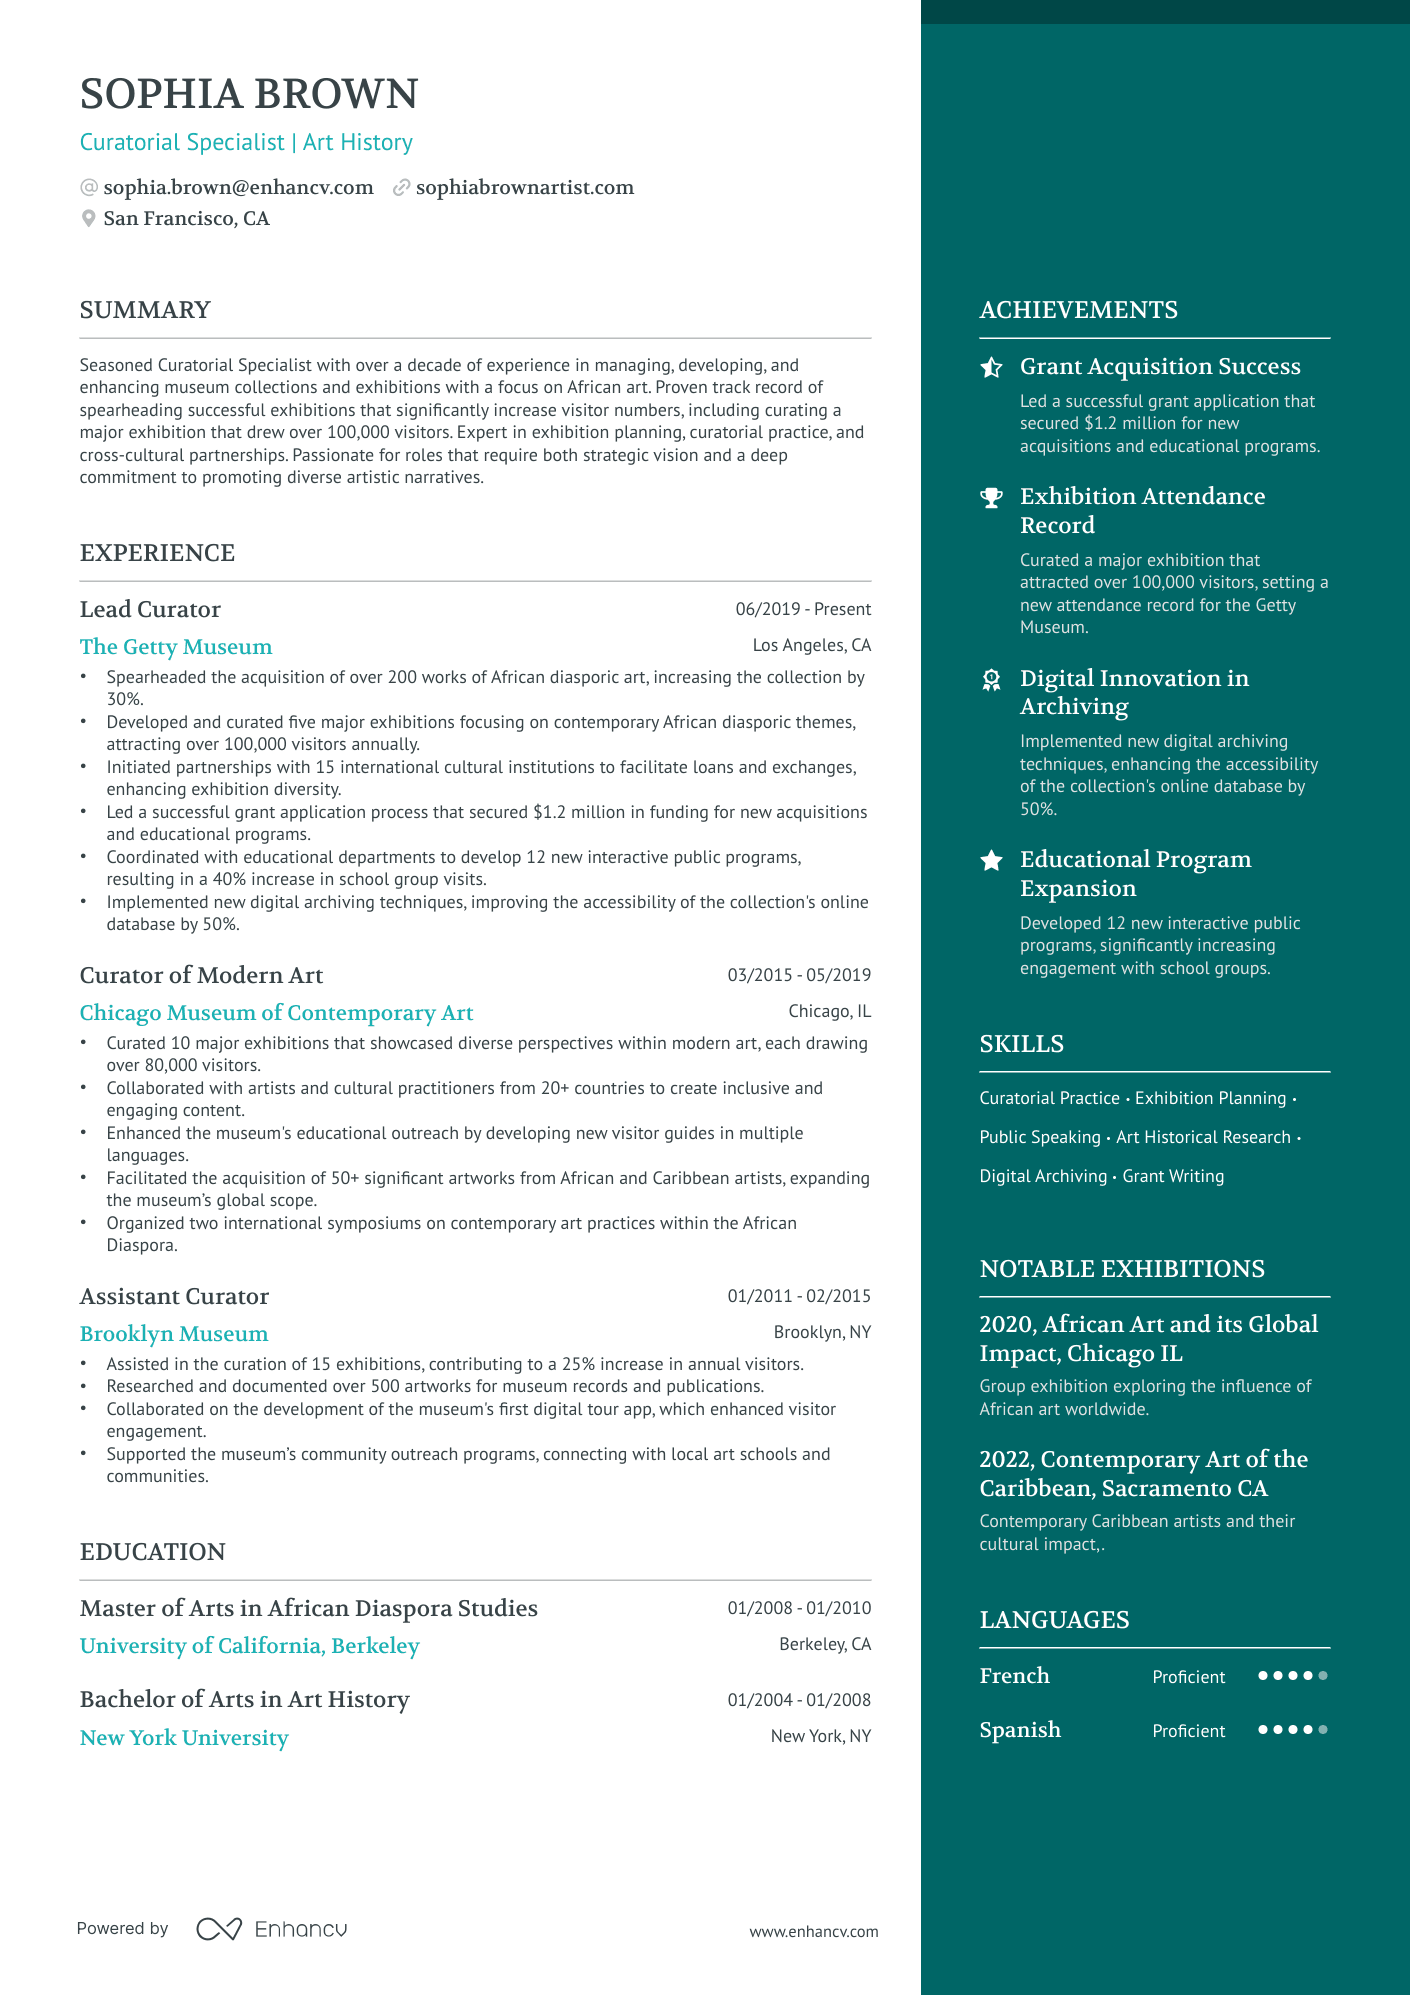 SOPHIA BROWN
Curatorial Specialist | Art History
sophia.brown@enhancv.com sophiabrownartist.com
San Francisco, CA
SUMMARY
Seasoned Curatorial Specialist with over a decade of experience in managing, developing, and
enhancing museum collections and exhibitions with a focus on African art. Proven track record of
spearheading successful exhibitions that significantly increase visitor numbers, including curating a
major exhibition that drew over 100,000 visitors. Expert in exhibition planning, curatorial practice, and
cross-cultural partnerships. Passionate for roles that require both strategic vision and a deep
commitment to promoting diverse artistic narratives.
EXPERIENCE
Lead Curator 06/2019 - Present
The Getty Museum Los Angeles, CA
• Spearheaded the acquisition of over 200 works of African diasporic art, increasing the collection by
30%.
• Developed and curated five major exhibitions focusing on contemporary African diasporic themes,
attracting over 100,000 visitors annually.
• Initiated partnerships with 15 international cultural institutions to facilitate loans and exchanges,
enhancing exhibition diversity.
• Led a successful grant application process that secured $1.2 million in funding for new acquisitions
and educational programs.
• Coordinated with educational departments to develop 12 new interactive public programs,
resulting in a 40% increase in school group visits.
• Implemented new digital archiving techniques, improving the accessibility of the collection's online
database by 50%.
Curator of Modern Art 03/2015 - 05/2019
Chicago Museum of Contemporary Art Chicago, IL
• Curated 10 major exhibitions that showcased diverse perspectives within modern art, each drawing
over 80,000 visitors.
• Collaborated with artists and cultural practitioners from 20+ countries to create inclusive and
engaging content.
• Enhanced the museum's educational outreach by developing new visitor guides in multiple
languages.
• Facilitated the acquisition of 50+ significant artworks from African and Caribbean artists, expanding
the museum’s global scope.
• Organized two international symposiums on contemporary art practices within the African
Diaspora.
Assistant Curator 01/2011 - 02/2015
Brooklyn Museum Brooklyn, NY
• Assisted in the curation of 15 exhibitions, contributing to a 25% increase in annual visitors.
• Researched and documented over 500 artworks for museum records and publications.
• Collaborated on the development of the museum's first digital tour app, which enhanced visitor
engagement.
• Supported the museum’s community outreach programs, connecting with local art schools and
communities.
EDUCATION
Master of Arts in African Diaspora Studies 01/2008 - 01/2010
University of California, Berkeley Berkeley, CA
Bachelor of Arts in Art History 01/2004 - 01/2008
New York University New York, NY
ACHIEVEMENTS
Grant Acquisition Success
Led a successful grant application that
secured $1.2 million for new
acquisitions and educational programs.
Exhibition Attendance
Record
Curated a major exhibition that
attracted over 100,000 visitors, setting a
new attendance record for the Getty
Museum.
Digital Innovation in
Archiving
Implemented new digital archiving
techniques, enhancing the accessibility
of the collection's online database by
50%.
Educational Program
Expansion
Developed 12 new interactive public
programs, significantly increasing
engagement with school groups.
SKILLS
Curatorial Practice · Exhibition Planning ·
Public Speaking · Art Historical Research ·
Digital Archiving · Grant Writing
NOTABLE EXHIBITIONS
2020, African Art and its Global
Impact, Chicago IL
Group exhibition exploring the influence of
African art worldwide.
2022, Contemporary Art of the
Caribbean, Sacramento CA
Contemporary Caribbean artists and their
cultural impact,.
LANGUAGES
French Proficient
Spanish Proficient
Powered by Enhancv www.enhancv.com